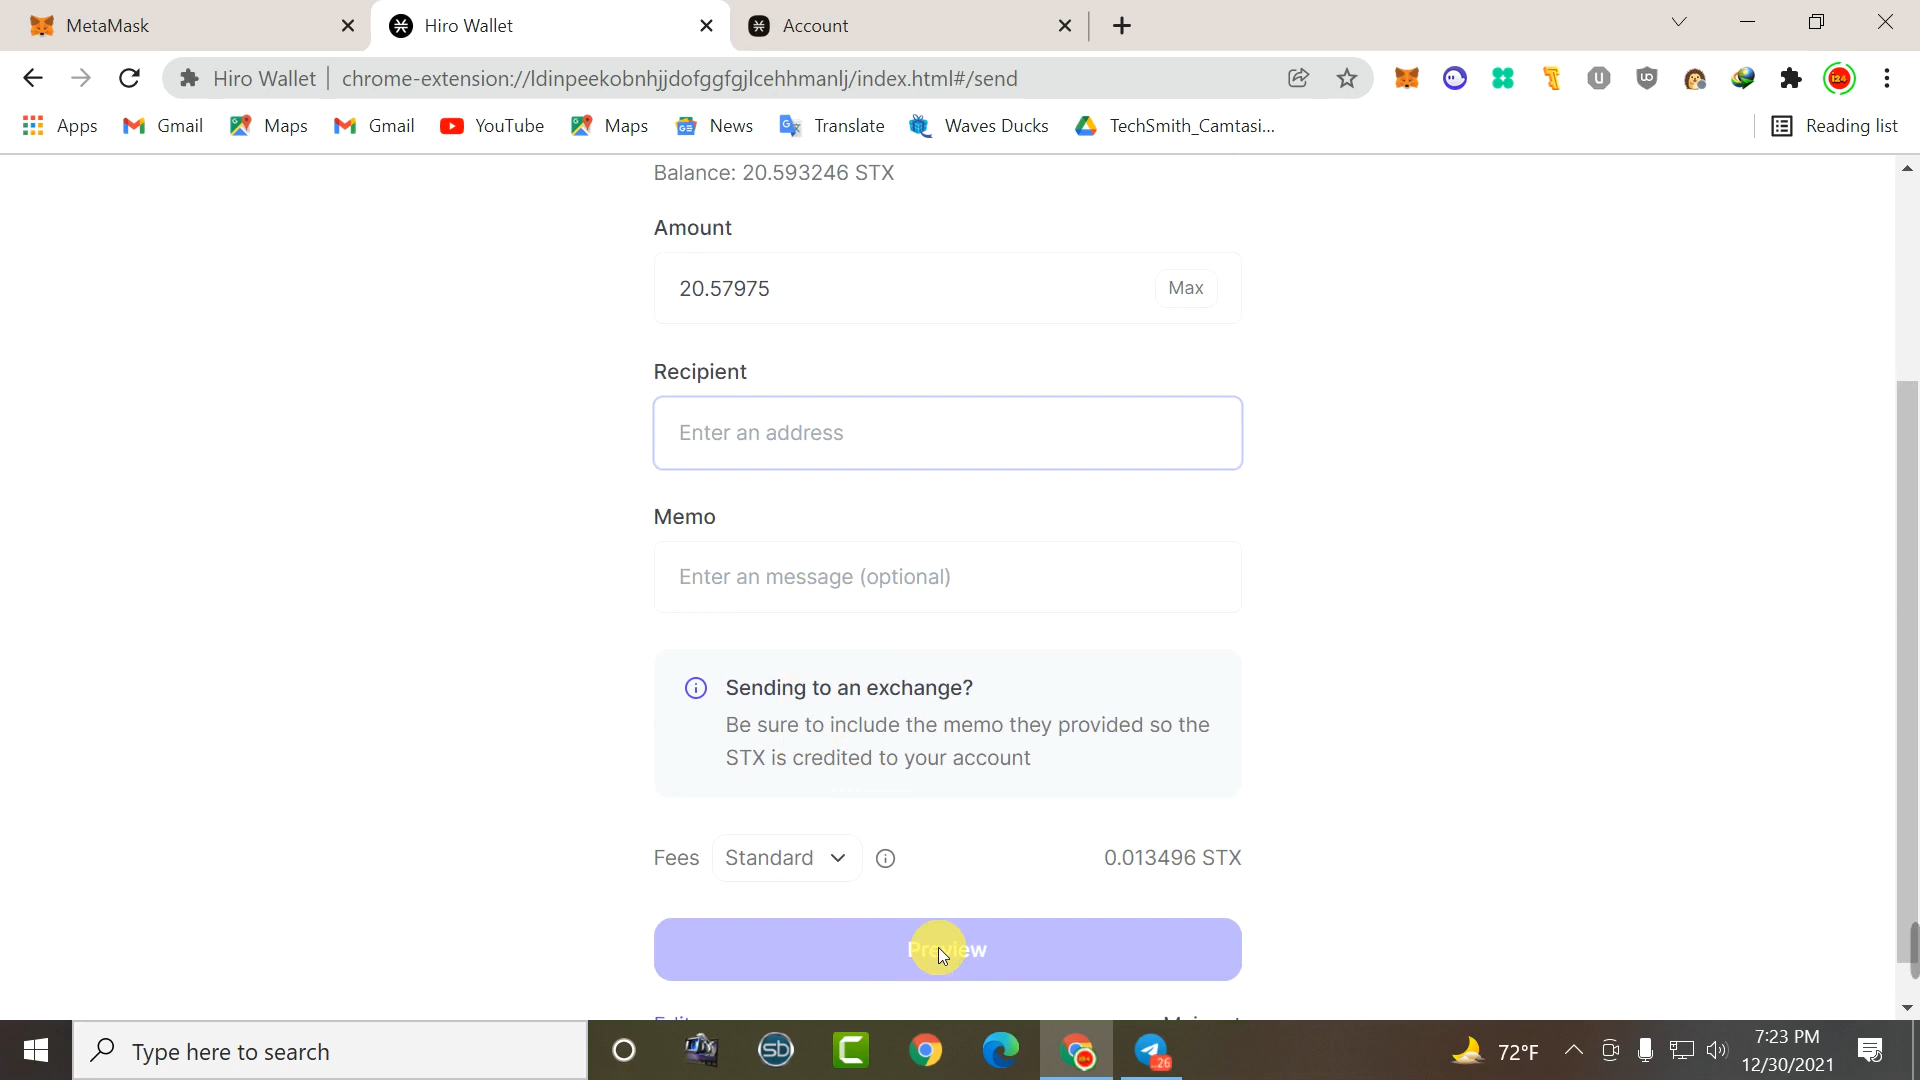 MetaMask
Hiro Wallet
Account
Hiro Wallet
chrome-extension://ldinpeekobnhjjdofggfgjlcehhmanlj/index.html#/send
Apps
Gmail
Maps
Gmail
YouTube
Maps
News
Translate
Waves Ducks
TechSmith_Camtasi...
Reading list
Balance: 20.593246 STX
Amount
20.57975
Max
Recipient
Enter an address
Memo
Enter an message (optional)
Sending to an exchange?
Be sure to include the memo they provided so the
STX is credited to your account
Fees
Standard
0.013496 STX
Preview
Type here to search
72°F
7:23 PM
12/30/2021
26